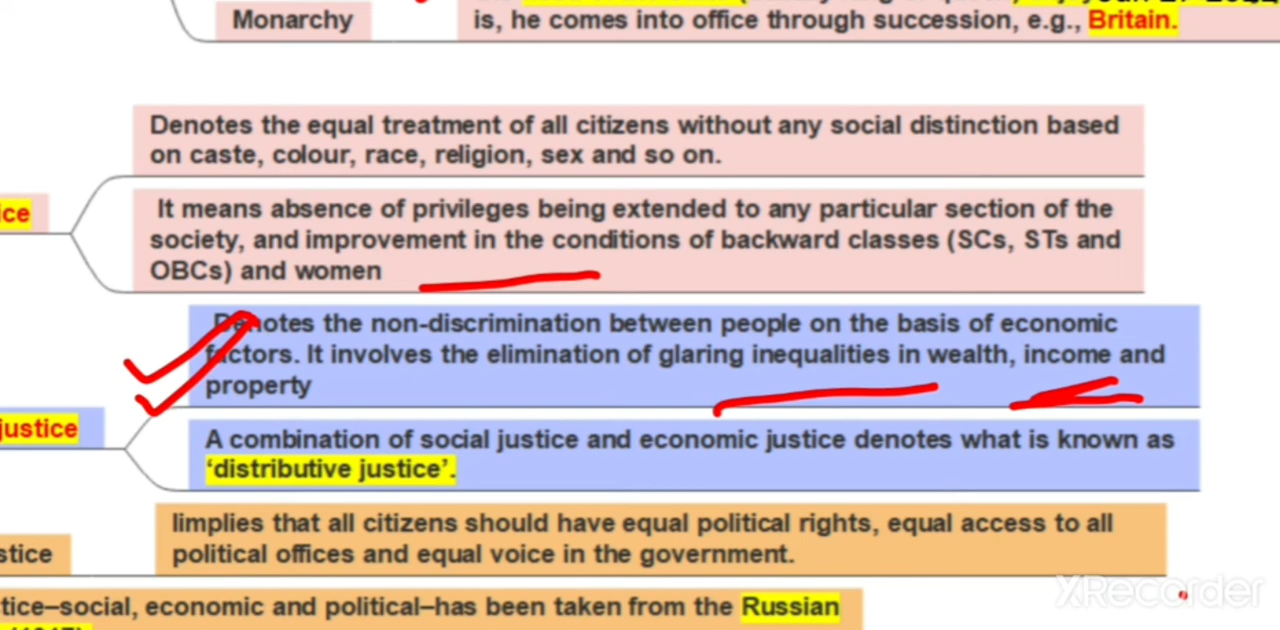 Monarchy
is, he comes into office through succession, e.g., Britain.
Denotes the equal treatment of all citizens without any social distinction based
on caste, colour, race, religion, sex and so on.
ice
It means absence of privileges being extended to any particular section of the
society, and improvement in the conditions of backward classes (SCs, STs and
OBCs) and women
Denotes the non-discrimination between people on the basis of economic
factors. It involves the elimination of glaring inequalities in wealth, income and
property
justice
A combination of social justice and economic justice denotes what is known as
‘distributive justice’.
Iimplies that all citizens should have equal political rights, equal access to all
stice
political offices and equal voice in the government.
tice–social, economic and political–has been taken from the Russian
XRecorder